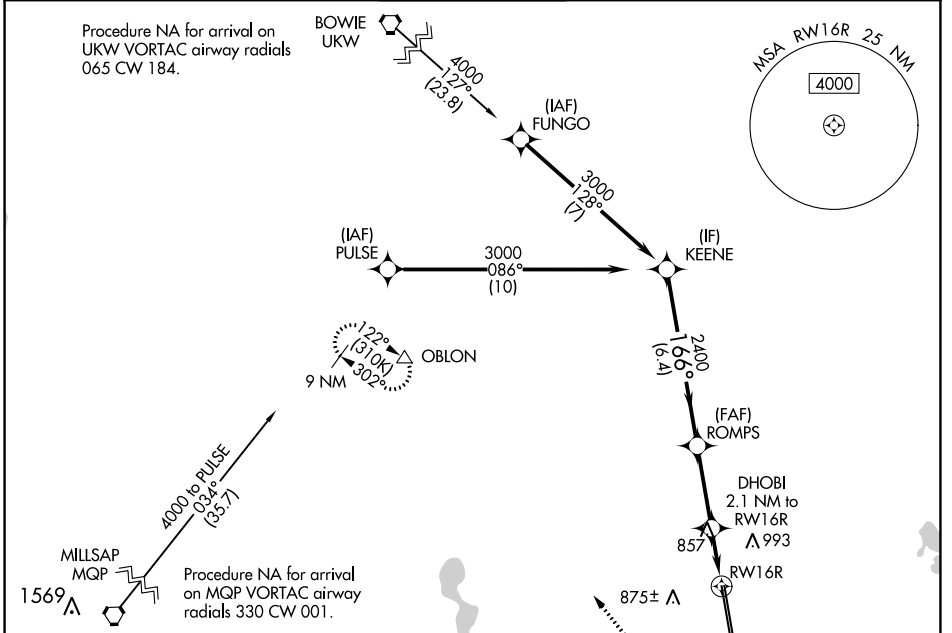 Procedure NA for arrival on
UKW VORTAC airway radials
065 CW 184.
BOWIE
UKW
4000
127°
(23.8)
MSA RW16R 25 NM
4000
(IAF)
FUNGO
3000
128°
(7)
(IAF)
PULSE
3000
086°
(10)
(IF)
KEENE
122°
(310K)
302°
OBLON
9 NM
2400
166°
(6.4)
(FAF)
ROMPS
4000 to PULSE
034°
(35.7)
DHOBI
2.1 NM to
RW16R
857
993
MILLSAP
MQP
1569
Procedure NA for arrival
on MQP VORTAC airway
radials 330 CW 001.
RW16R
875±